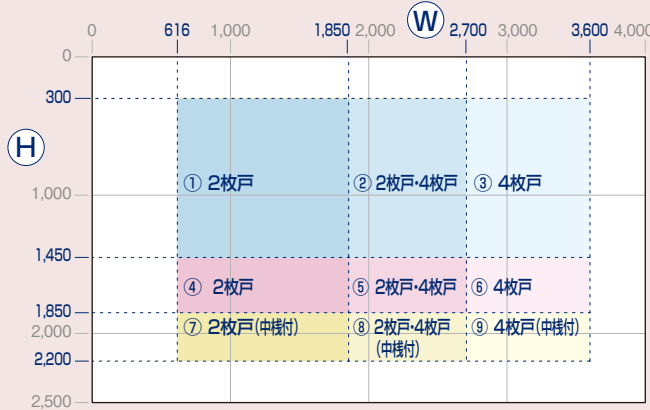 W
0 616 1,000 1,850 2,000 2,700 3,000 3,600 4,000
0
300
H
① 2枚戸 ② 2枚戸・4枚戸 ③ 4枚戸
1,000
1,450
④ 2枚戸 ⑤ 2枚戸・4枚戸 ⑥ 4枚戸
1,850
⑦ 2枚戸(中桟付) ⑧ 2枚戸・4枚戸 ⑨ 4枚戸(中桟付)
2,000
(中桟付)
2,200
2,500